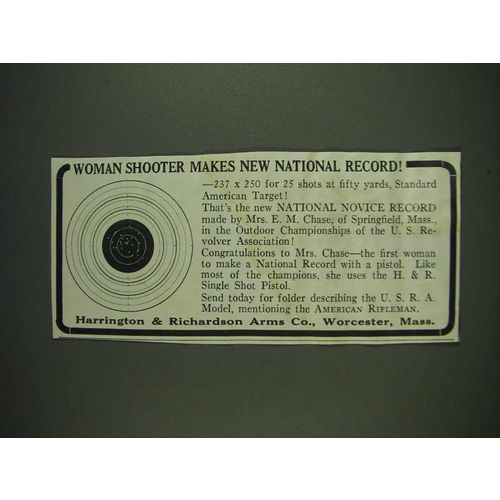 WOMAN SHOOTER MAKES NEW NATIONAL RECORD!
—237 x 250 for 25 shots at fifty yards, Standard
American Target!
That's the new NATIONAL NOVICE RECORD
made by Mrs. E. M. Chase, of Springfield, Mass.,
in the Outdoor Championships of the U. S. Re-
volver Association!
Congratulations to Mrs. Chase—the first woman
to make a National Record with a pistol. Like
most of the champions, she uses the H. & R.
Single Shot Pistol.
Send today for folder describing the U. S. R. A.
Model, mentioning the AMERICAN RIFLEMAN.
Harrington & Richardson Arms Co., Worcester, Mass.